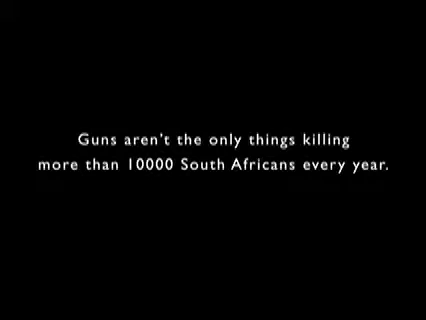 Guns aren't the only things killing
more than 10000 South Africans every year.